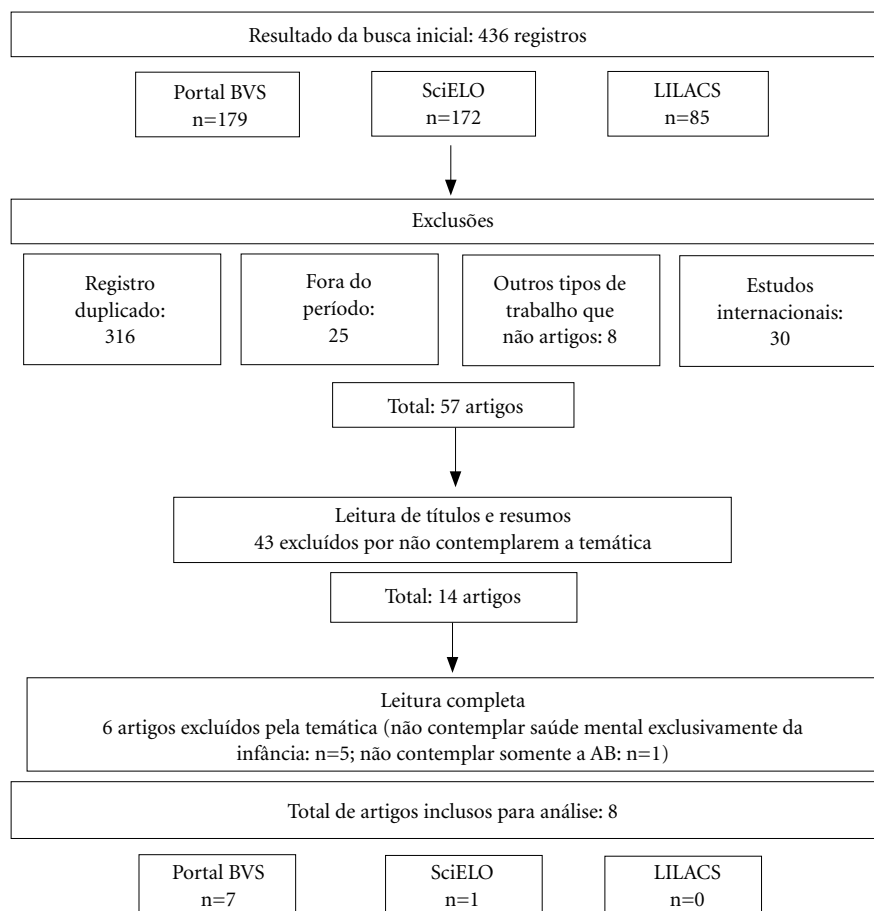 Resultado da busca inicial: 436 registros
Portal BVS
n=179
SciELO
n=172
LILACS
n=85
Exclusões
Registro
duplicado:
316
Fora do
período:
25
Outros tipos de
trabalho que
não artigos: 8
Estudos
internacionais:
30
Total: 57 artigos
Leitura de títulos e resumos
43 excluídos por não contemplarem a temática
Total: 14 artigos
Leitura completa
6 artigos excluídos pela temática (não contemplar saúde mental exclusivamente da
infância: n=5; não contemplar somente a AB: n=1)
Total de artigos inclusos para análise: 8
Portal BVS
n=7
SciELO
n=1
LILACS
n=0